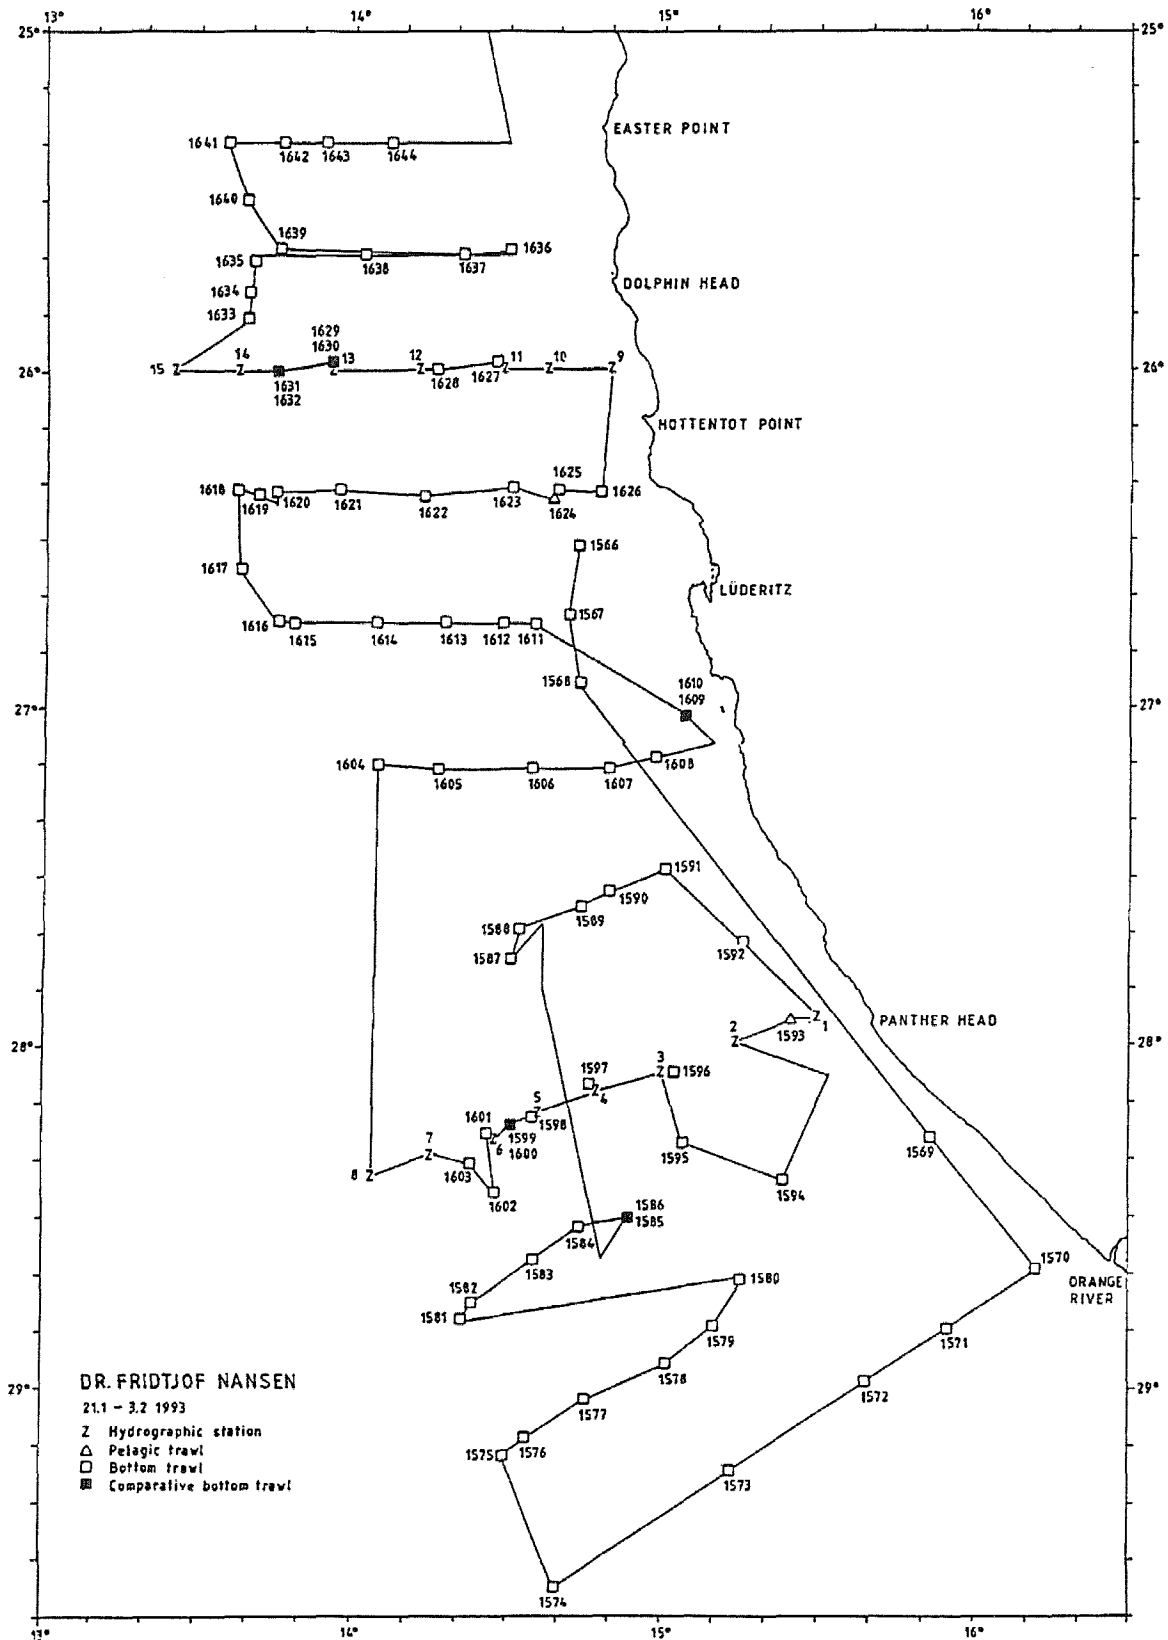 13° 14° 15° 16°
25° 25°
EASTER POINT
1641 1642 1643 1644
1640
1639 1636
1635 1638 1637
1634
DOLPHIN HEAD
1633
1629
1630
15 14 13 12 11 10 9
26° 26°
1631 1628 1627
1632
HOTTENTOT POINT
1618 1625
1619 1620 1621 1622 1623 1624 1626
1566
1617
LÜDERITZ
1567
1616 1615 1614 1613 1612 1611
1568
1610
1609
27° 27°
1604 1608
1605 1606 1607
1591
1590
1589
1588
1592
1587
PANTHER HEAD
2 1593 1
28° 28°
3
1597 1596
4
5
1601 1598
6 1599
1600
7 1595 1569
8 1603 1594
1602
1586
1585
1584
1583 1580 1570
ORANGE
RIVER
1582
1581
1579 1571
1578
1572
DR. FRIDTJOF NANSEN
29° 29°
21.1 - 3.2 1993
1577
Z Hydrographic station
1576
Pelagic trawl
1575
Bottom trawl
1573
Comparative bottom trawl
1574
13° 14° 15° 16°